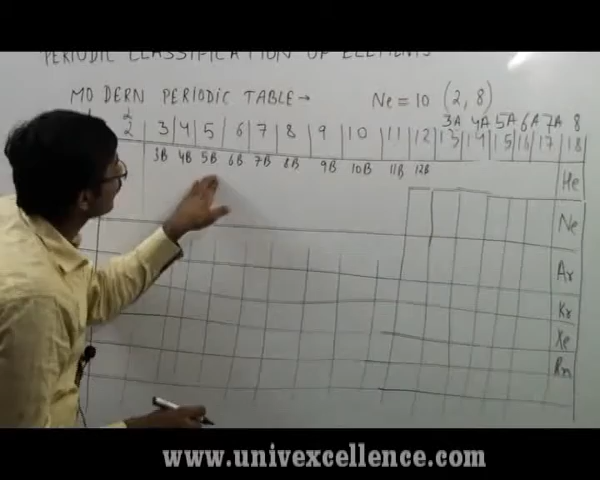 PERIODIC CLASSIFICATION OF ELEMENTS
MODERN PERIODIC TABLE → Ne = 10 (2, 8)
3A 4A 5A 6A 7A 8
2 3 4 5 6 7 8 9 10 11 12 13 14 15 16 17 18
3B 4B 5B 6B 7B 8B 9B 10B 11B 12B He
Ne
Ar
Kr
Xe
Rn
www.univexcellence.com